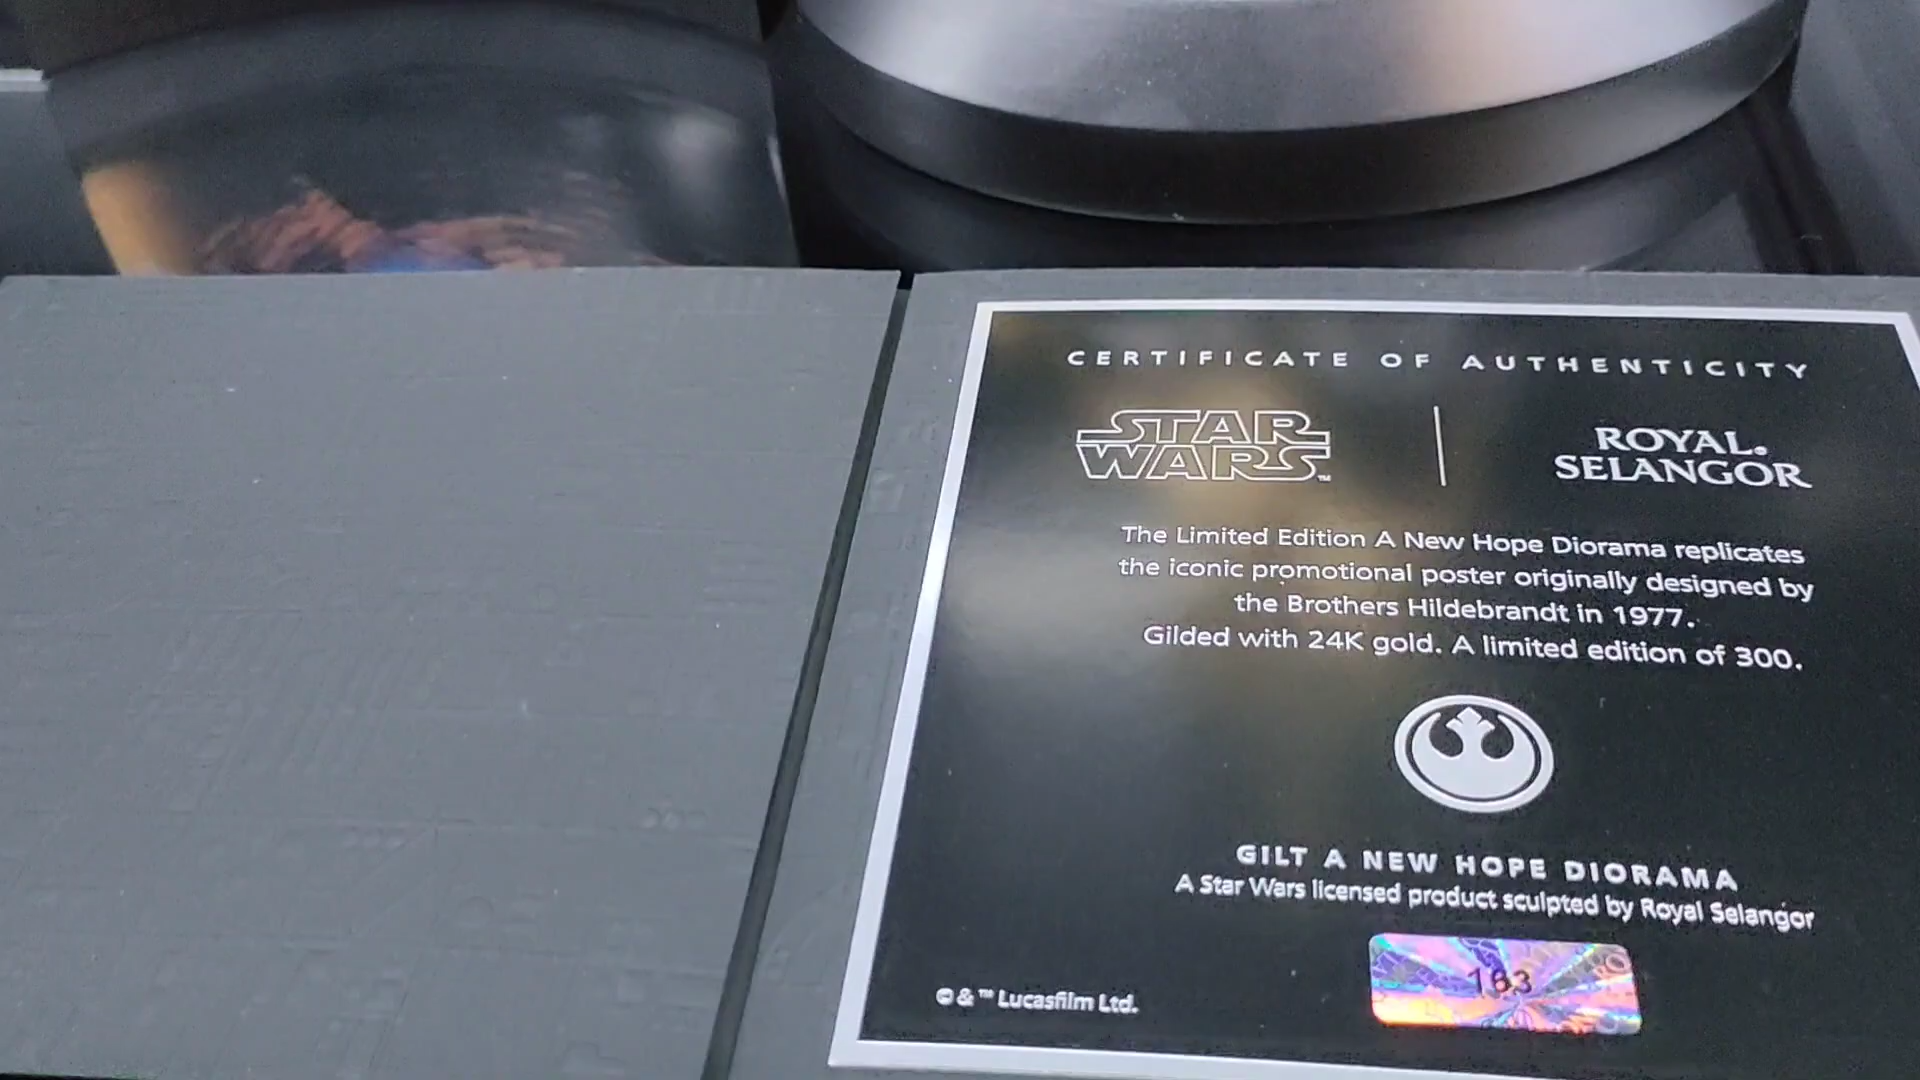 CERTIFICATE OF AUTHENTICITY
STAR WARS™
ROYAL SELANGOR
The Limited Edition A New Hope Diorama replicates
the iconic promotional poster originally designed by
the Brothers Hildebrandt in 1977.
Gilded with 24K gold. A limited edition of 300.
GILT A NEW HOPE DIORAMA
A Star Wars licensed product sculpted by Royal Selangor
163
© & ™ Lucasfilm Ltd.